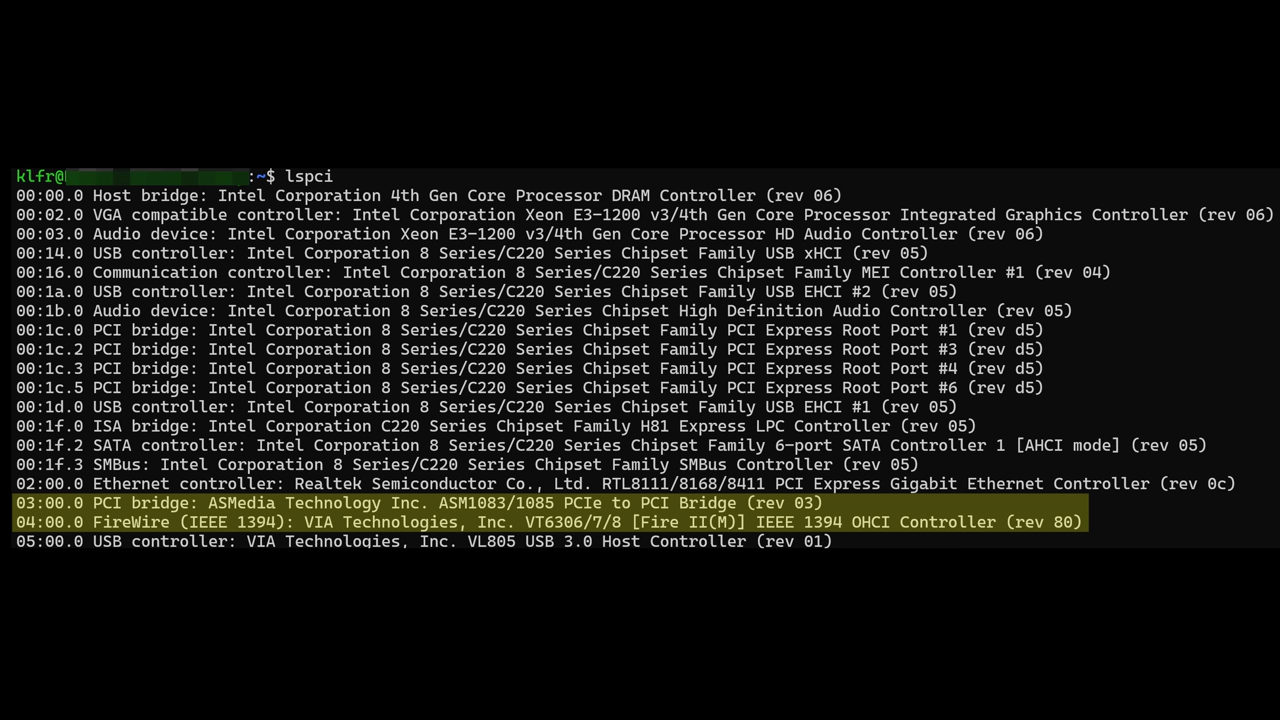 klfr@ :~$ lspci
00:00.0 Host bridge: Intel Corporation 4th Gen Core Processor DRAM Controller (rev 06)
00:02.0 VGA compatible controller: Intel Corporation Xeon E3-1200 v3/4th Gen Core Processor Integrated Graphics Controller (rev 06)
00:03.0 Audio device: Intel Corporation Xeon E3-1200 v3/4th Gen Core Processor HD Audio Controller (rev 06)
00:14.0 USB controller: Intel Corporation 8 Series/C220 Series Chipset Family USB xHCI (rev 05)
00:16.0 Communication controller: Intel Corporation 8 Series/C220 Series Chipset Family MEI Controller #1 (rev 04)
00:1a.0 USB controller: Intel Corporation 8 Series/C220 Series Chipset Family USB EHCI #2 (rev 05)
00:1b.0 Audio device: Intel Corporation 8 Series/C220 Series Chipset High Definition Audio Controller (rev 05)
00:1c.0 PCI bridge: Intel Corporation 8 Series/C220 Series Chipset Family PCI Express Root Port #1 (rev d5)
00:1c.2 PCI bridge: Intel Corporation 8 Series/C220 Series Chipset Family PCI Express Root Port #3 (rev d5)
00:1c.3 PCI bridge: Intel Corporation 8 Series/C220 Series Chipset Family PCI Express Root Port #4 (rev d5)
00:1c.5 PCI bridge: Intel Corporation 8 Series/C220 Series Chipset Family PCI Express Root Port #6 (rev d5)
00:1d.0 USB controller: Intel Corporation 8 Series/C220 Series Chipset Family USB EHCI #1 (rev 05)
00:1f.0 ISA bridge: Intel Corporation C220 Series Chipset Family H81 Express LPC Controller (rev 05)
00:1f.2 SATA controller: Intel Corporation 8 Series/C220 Series Chipset Family 6-port SATA Controller 1 [AHCI mode] (rev 05)
00:1f.3 SMBus: Intel Corporation 8 Series/C220 Series Chipset Family SMBus Controller (rev 05)
02:00.0 Ethernet controller: Realtek Semiconductor Co., Ltd. RTL8111/8168/8411 PCI Express Gigabit Ethernet Controller (rev 0c)
03:00.0 PCI bridge: ASMedia Technology Inc. ASM1083/1085 PCIe to PCI Bridge (rev 03)
04:00.0 FireWire (IEEE 1394): VIA Technologies, Inc. VT6306/7/8 [Fire II(M)] IEEE 1394 OHCI Controller (rev 80)
05:00.0 USB controller: VIA Technologies, Inc. VL805 USB 3.0 Host Controller (rev 01)